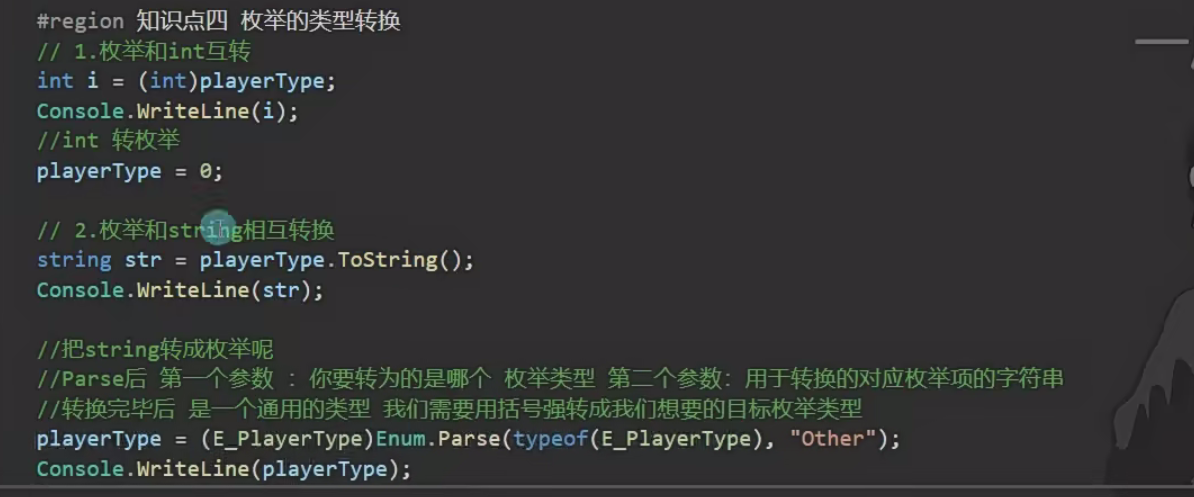 #region 知识点四 枚举的类型转换
// 1.枚举和int互转
int i = (int)playerType;
Console.WriteLine(i);
//int 转枚举
playerType = 0;
// 2.枚举和string相互转换
string str = playerType.ToString();
Console.WriteLine(str);
//把string转成枚举呢
//Parse后 第一个参数 : 你要转为的是哪个 枚举类型 第二个参数: 用于转换的对应枚举项的字符串
//转换完毕后 是一个通用的类型 我们需要用括号强转成我们想要的目标枚举类型
playerType = (E_PlayerType)Enum.Parse(typeof(E_PlayerType), "Other");
Console.WriteLine(playerType);